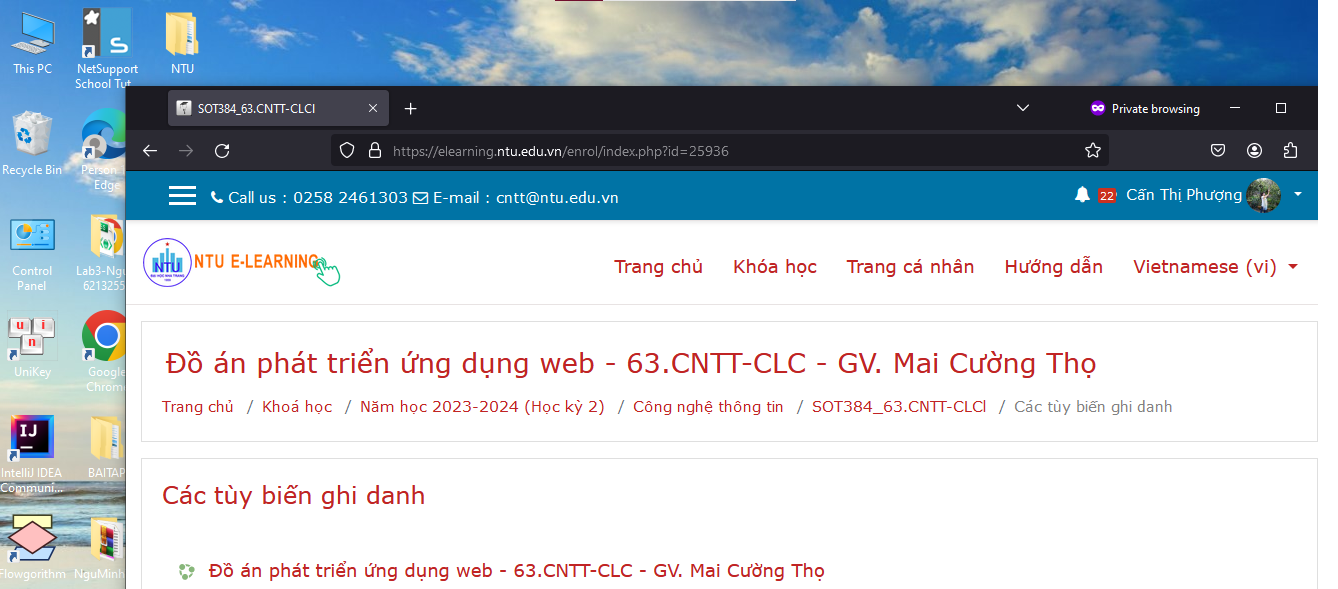 This PC
NetSupport
School Tut...
NTU
Recycle Bin
Person
Edge
Control
Panel
Lab3-Ngu
6213255
UniKey
Google
Chrom
IntelliJ IDEA
Communi...
BAITAP
Flowgorithm
NguMinh
SOT384_63.CNTT-CLCl
Private browsing
https://elearning.ntu.edu.vn/enrol/index.php?id=25936
Call us : 0258 2461303 E-mail : cntt@ntu.edu.vn
22 Cấn Thị Phượng
NTU
NTU E-LEARNING
Trang chủ Khóa học Trang cá nhân Hướng dẫn Vietnamese (vi)
Đồ án phát triển ứng dụng web - 63.CNTT-CLC - GV. Mai Cường Thọ
Trang chủ / Khoá học / Năm học 2023-2024 (Học kỳ 2) / Công nghệ thông tin / SOT384_63.CNTT-CLCl / Các tùy biến ghi danh
Các tùy biến ghi danh
Đồ án phát triển ứng dụng web - 63.CNTT-CLC - GV. Mai Cường Thọ